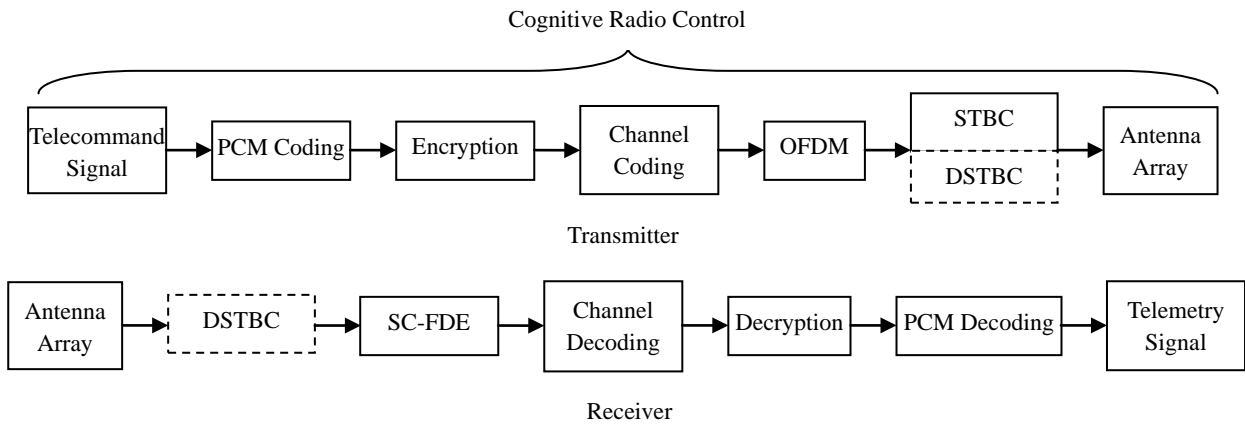 Cognitive Radio Control
Telecommand
Signal
PCM Coding
Encryption
Channel
Coding
OFDM
STBC
DSTBC
Antenna
Array
Transmitter
Antenna
Array
DSTBC
SC-FDE
Channel
Decoding
Decryption
PCM Decoding
Telemetry
Signal
Receiver